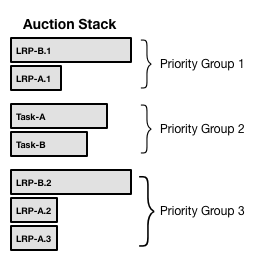 Auction Stack
LRP-B.1
LRP-A.1
Priority Group 1
Task-A
Task-B
Priority Group 2
LRP-B.2
LRP-A.2
LRP-A.3
Priority Group 3